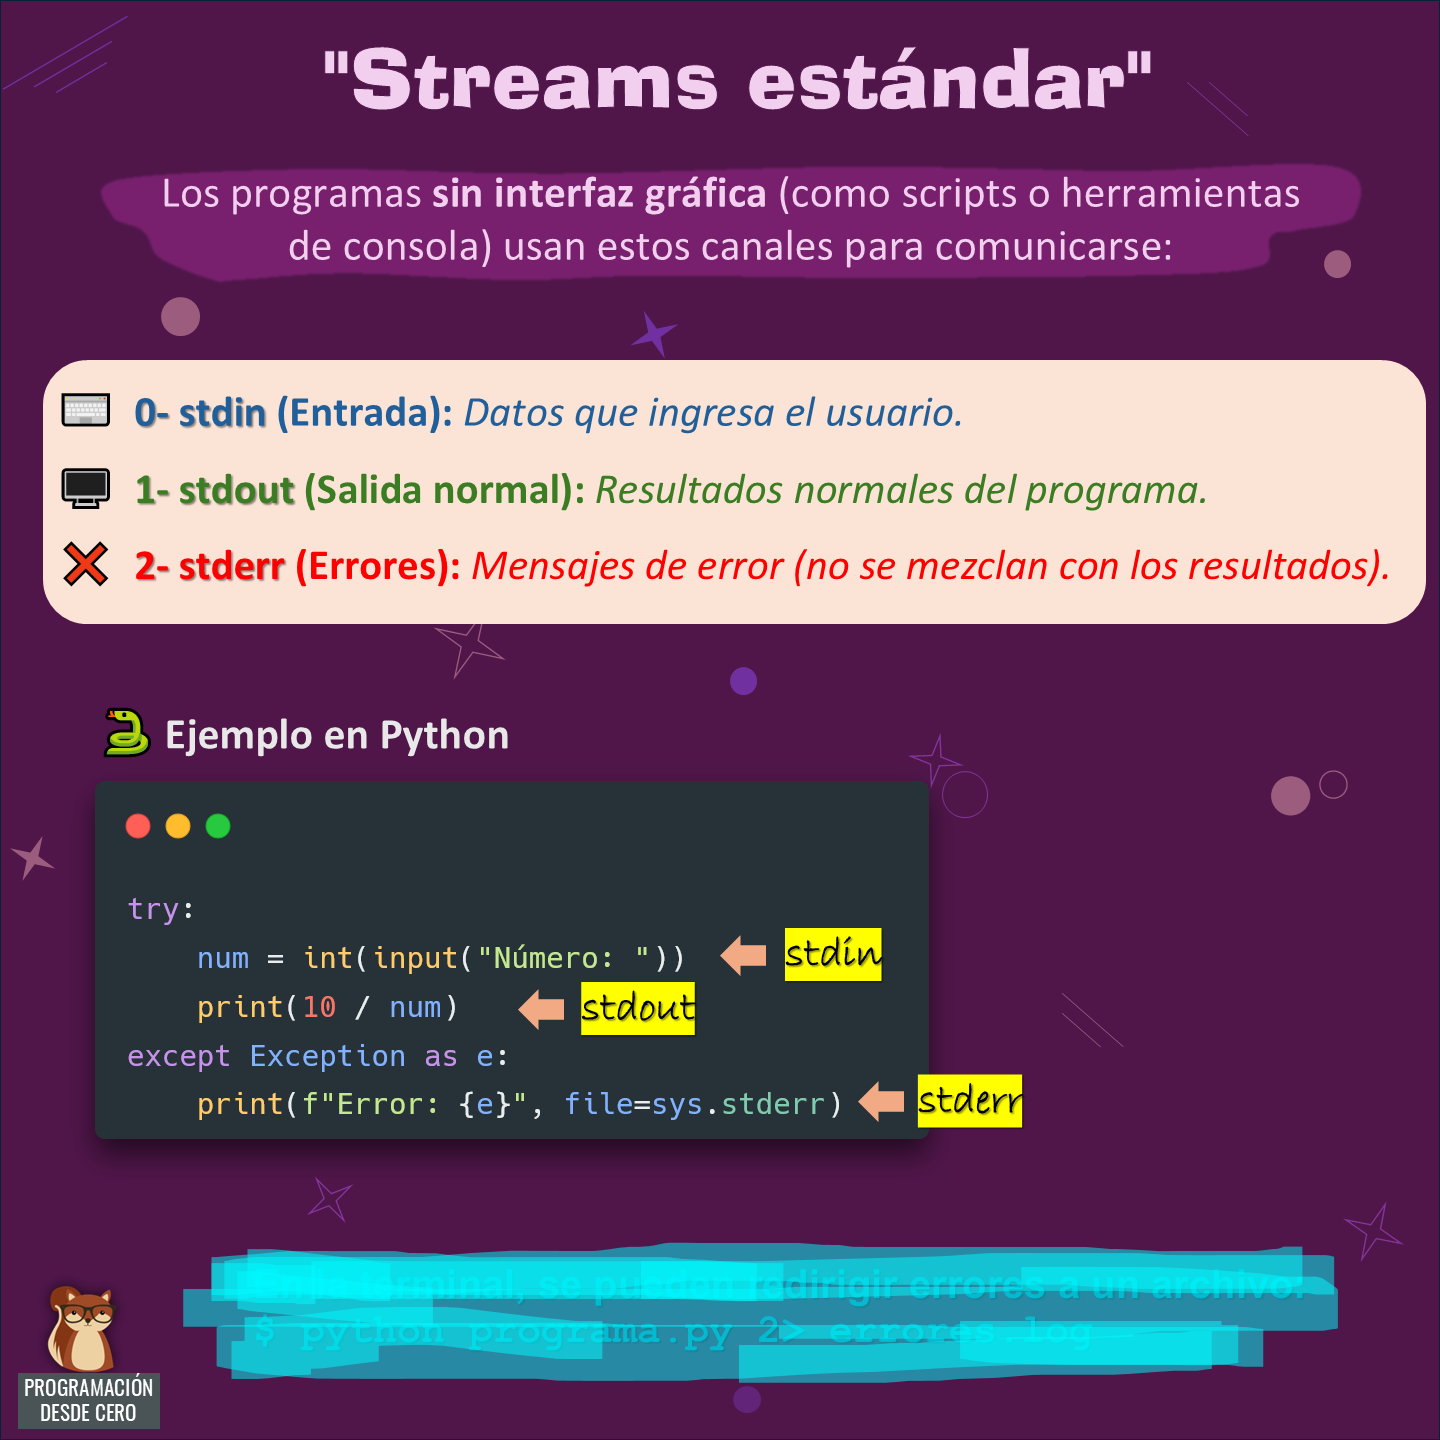 "Streams estándar"
Los programas sin interfaz gráfica (como scripts o herramientas
de consola) usan estos canales para comunicarse:
0- stdin (Entrada): Datos que ingresa el usuario.
1- stdout (Salida normal): Resultados normales del programa.
2- stderr (Errores): Mensajes de error (no se mezclan con los resultados).
Ejemplo en Python
try:
num = int(input("Número: ")) stdin
print(10 / num) stdout
except Exception as e:
print(f"Error: {e}", file=sys.stderr) stderr
terminal, se pueden redirigir errores a un archivo:
$ python programa.py 2> errores.log
PROGRAMACIÓN
DESDE CERO